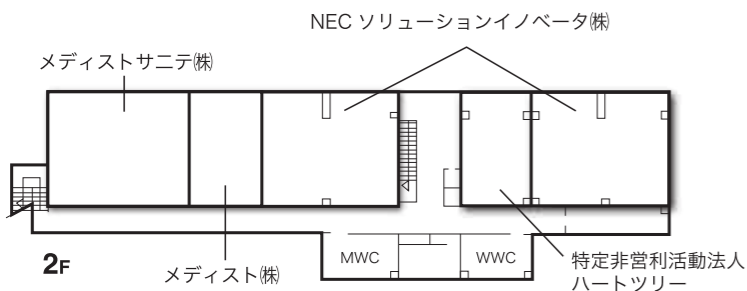 NEC ソリューションイノベータ㈱
メディストサニテ㈱
MWC
WWC
2F
メディスト㈱
特定非営利活動法人
ハートツリー